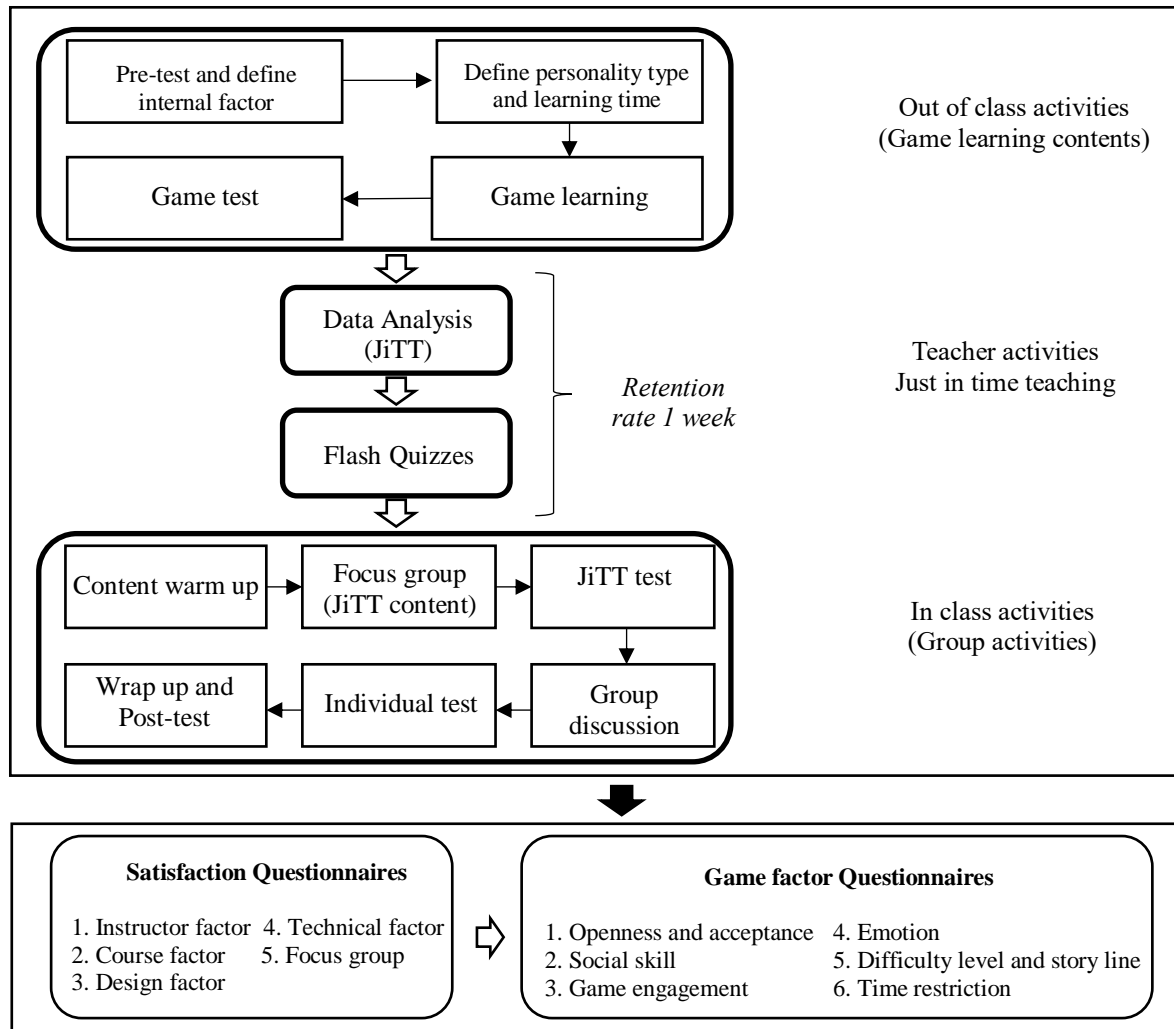 Pre-test and define
internal factor
Define personality type
and learning time
Out of class activities
(Game learning contents)
Game test
Game learning
Data Analysis
(JiTT)
Retention
rate 1 week
Teacher activities
Just in time teaching
Flash Quizzes
Content warm up
Focus group
(JiTT content)
JiTT test
In class activities
(Group activities)
Wrap up and
Post-test
Individual test
Group
discussion
Satisfaction Questionnaires
1. Instructor factor
2. Course factor
3. Design factor
4. Technical factor
5. Focus group
Game factor Questionnaires
1. Openness and acceptance
2. Social skill
3. Game engagement
4. Emotion
5. Difficulty level and story line
6. Time restriction